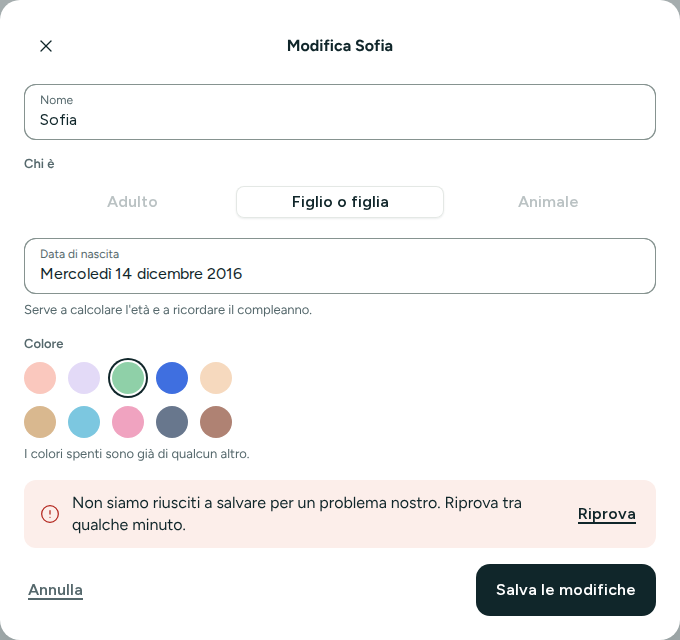 Modifica Sofia
Nome
Sofia
Chi è
Adulto
Figlio o figlia
Animale
Data di nascita
Mercoledì 14 dicembre 2016
Serve a calcolare l'età e a ricordare il compleanno.
Colore
I colori spenti sono già di qualcun altro.
Non siamo riusciti a salvare per un problema nostro. Riprova tra
qualche minuto.
Riprova
Annulla
Salva le modifiche